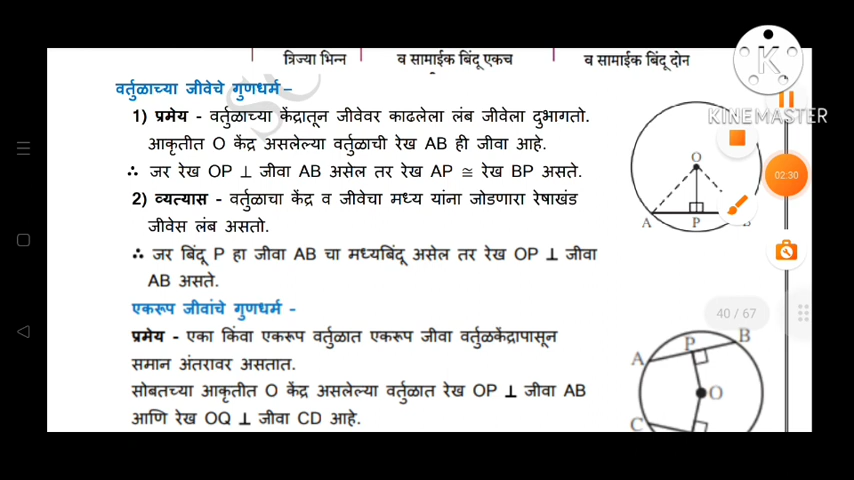 त्रिज्या भिन्न व सामाईक बिंदू एकच व सामाईक बिंदू दोन
KINEMASTER
वर्तुळाच्या जीवेचे गुणधर्म –
1) प्रमेय - वर्तुळाच्या केंद्रातून जीवेवर काढलेला लंब जीवेला दुभागतो.
आकृतीत O केंद्र असलेल्या वर्तुळाची रेख AB ही जीवा आहे.
∴ जर रेख OP ⊥ जीवा AB असेल तर रेख AP ≅ रेख BP असते.
2) व्यत्यास - वर्तुळाचा केंद्र व जीवेचा मध्य यांना जोडणारा रेषाखंड
जीवेस लंब असतो.
∴ जर बिंदू P हा जीवा AB चा मध्यबिंदू असेल तर रेख OP ⊥ जीवा
AB असते.
O
A P
02:30
40 / 67
एकरूप जीवांचे गुणधर्म -
प्रमेय - एका किंवा एकरूप वर्तुळात एकरूप जीवा वर्तुळकेंद्रापासून
समान अंतरावर असतात.
सोबतच्या आकृतीत O केंद्र असलेल्या वर्तुळात रेख OP ⊥ जीवा AB
आणि रेख OQ ⊥ जीवा CD आहे.
A P B
O
C